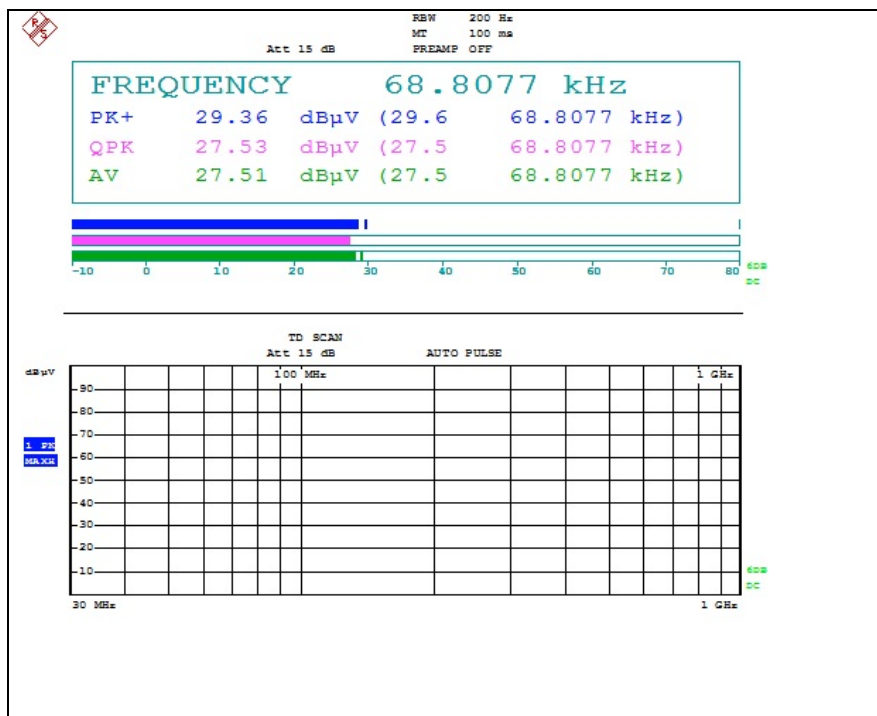 R
S
RBW 200 Hz
MT 100 ms
Att 15 dB PREAMP OFF
FREQUENCY 68.8077 kHz
PK+ 29.36 dBµV (29.6 68.8077 kHz)
QPK 27.53 dBµV (27.5 68.8077 kHz)
AV 27.51 dBµV (27.5 68.8077 kHz)
-10 0 10 20 30 40 50 60 70 80
6DB
DC
TD SCAN
Att 15 dB AUTO PULSE
dBµV
100 MHz 1 GHz
90
80
70
1 PK
MAXH
60
50
40
30
20
10
6DB
DC
30 MHz 1 GHz